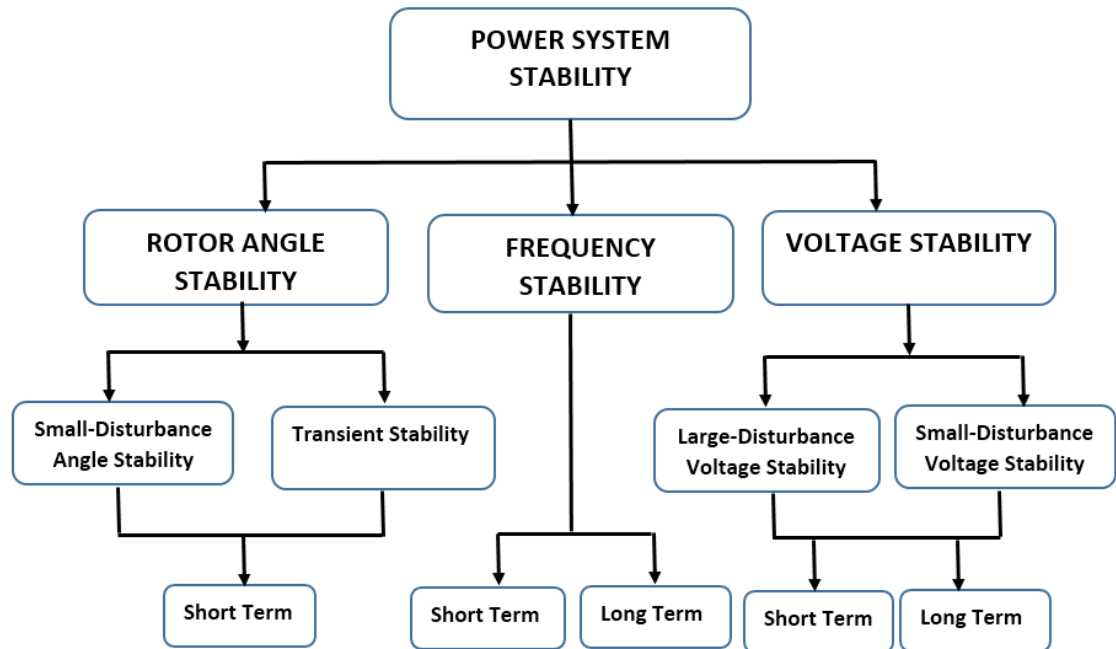 POWER SYSTEM
STABILITY
ROTOR ANGLE
STABILITY
FREQUENCY
STABILITY
VOLTAGE STABILITY
Small-Disturbance
Angle Stability
Transient Stability
Large-Disturbance
Voltage Stability
Small-Disturbance
Voltage Stability
Short Term
Short Term
Long Term
Short Term
Long Term